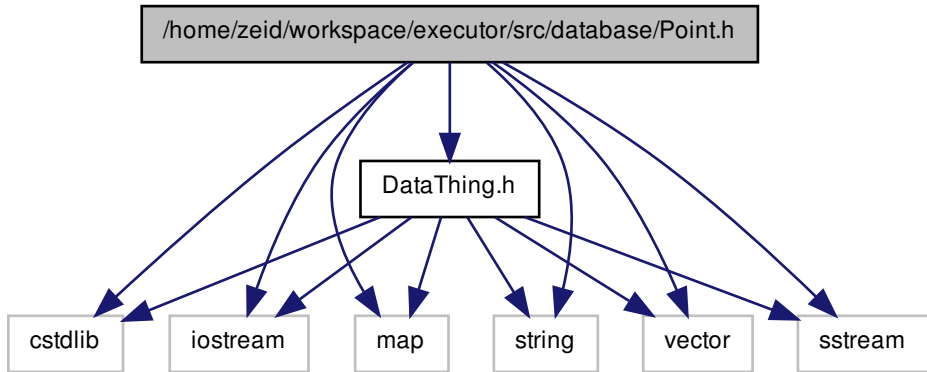 /home/zeid/workspace/executor/src/database/Point.h
DataThing.h
cstdlib
iostream
map
string
vector
sstream